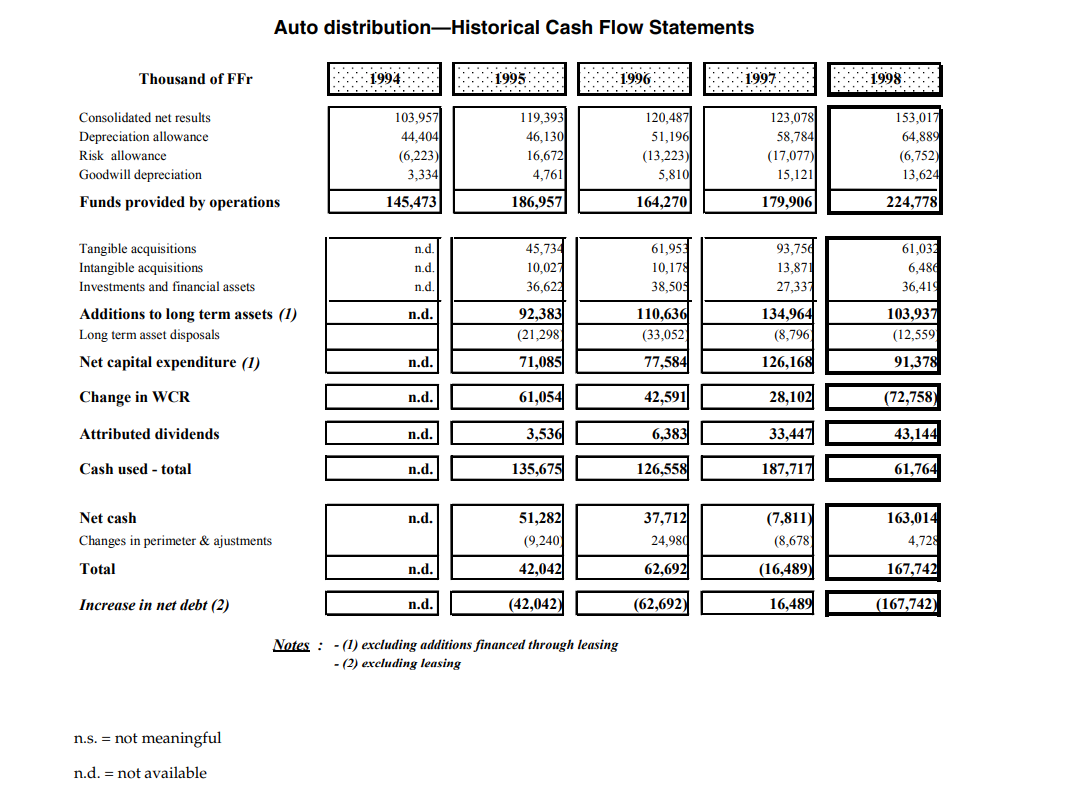 Auto distribution—Historical Cash Flow Statements
Thousand of FFr 1994 1995 1996 1997 1998
Consolidated net results 103,957 119,393 120,487 123,078 153,017
Depreciation allowance 44,404 46,130 51,196 58,784 64,889
Risk allowance (6,223) 16,672 (13,223) (17,077) (6,752)
Goodwill depreciation 3,334 4,761 5,810 15,121 13,624
Funds provided by operations 145,473 186,957 164,270 179,906 224,778
Tangible acquisitions n.d. 45,734 61,953 93,756 61,032
Intangible acquisitions n.d. 10,027 10,178 13,871 6,486
Investments and financial assets n.d. 36,622 38,505 27,337 36,419
Additions to long term assets (1) n.d. 92,383 110,636 134,964 103,937
Long term asset disposals (21,298) (33,052) (8,796) (12,559)
Net capital expenditure (1) n.d. 71,085 77,584 126,168 91,378
Change in WCR n.d. 61,054 42,591 28,102 (72,758)
Attributed dividends n.d. 3,536 6,383 33,447 43,144
Cash used - total n.d. 135,675 126,558 187,717 61,764
Net cash n.d. 51,282 37,712 (7,811) 163,014
Changes in perimeter & ajustments (9,240) 24,980 (8,678) 4,728
Total n.d. 42,042 62,692 (16,489) 167,742
Increase in net debt (2) n.d. (42,042) (62,692) 16,489 (167,742)
Notes : - (1) excluding additions financed through leasing
- (2) excluding leasing
n.s. = not meaningful
n.d. = not available